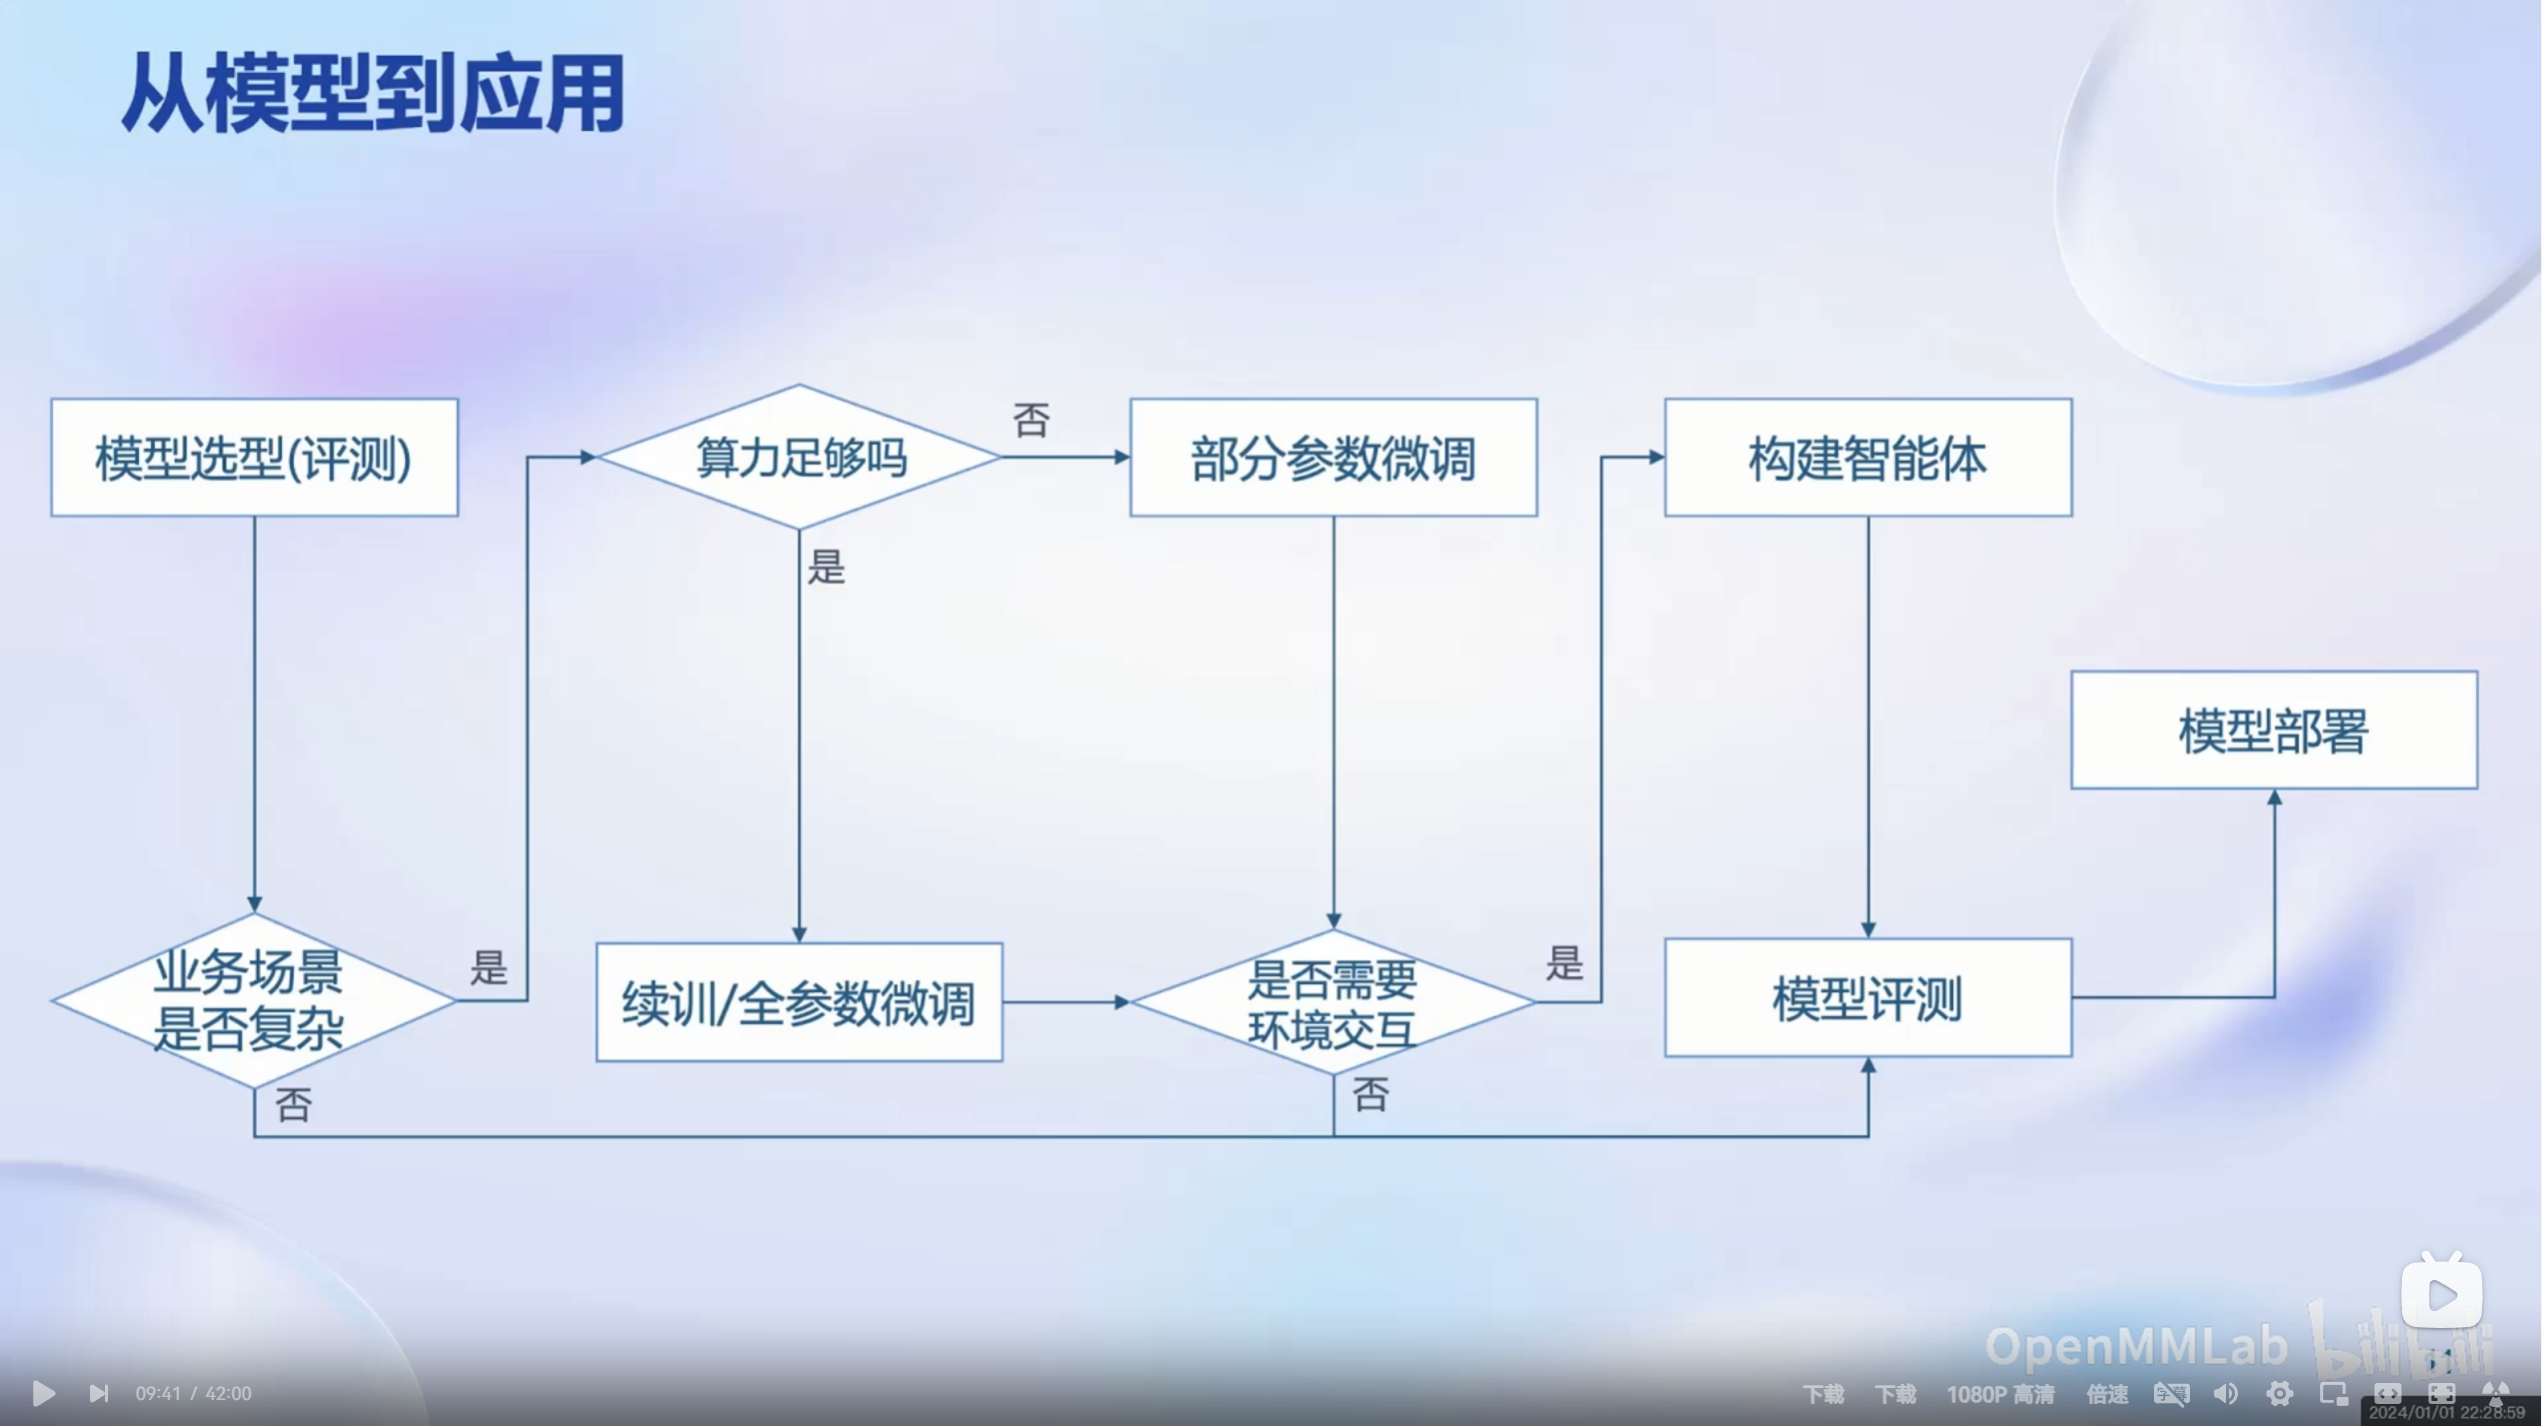 从模型到应用
模型选型(评测)
算力足够吗
否
部分参数微调
构建智能体
是
模型部署
业务场景
是否复杂
是
否
续训/全参数微调
是否需要
环境交互
是
否
模型评测
OpenMMLab
bilibili
09:41 / 42:00
下载
下载
1080P 高清
倍速
字幕
2024/01/01 22:28:59